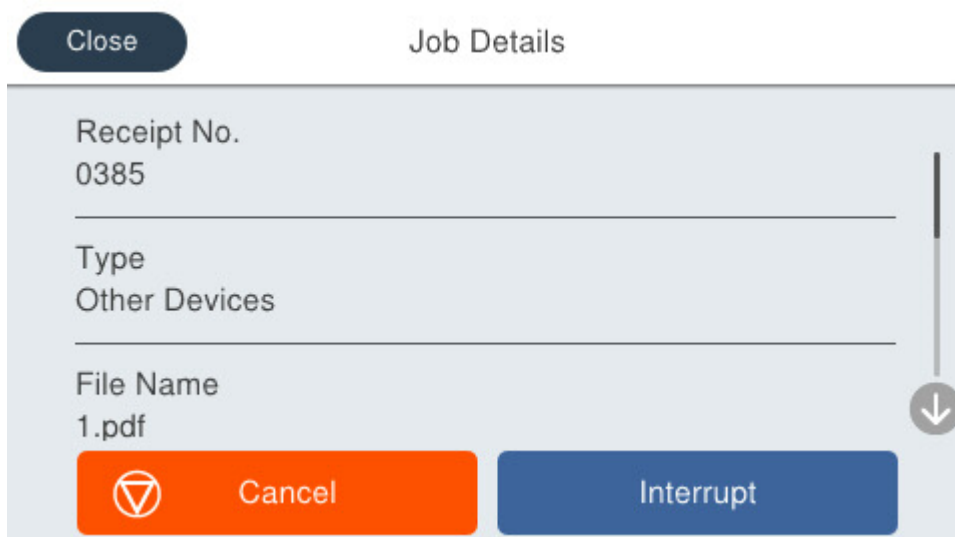 Close
Job Details
Receipt No.
0385
Type
Other Devices
File Name
1.pdf
Cancel
Interrupt